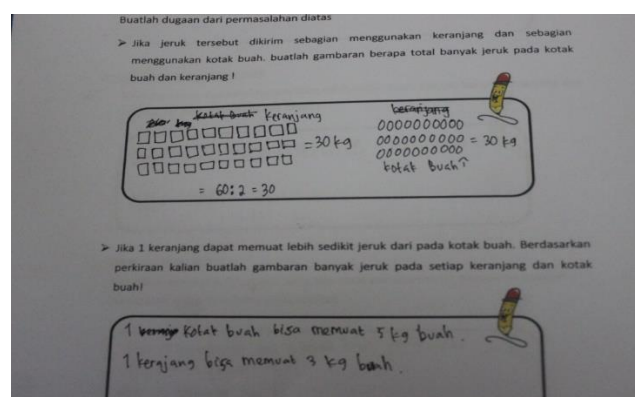 Buatlah dugaan dari permasalahan diatas
➤ Jika jeruk tersebut dikirim sebagian menggunakan keranjang dan sebagian
menggunakan kotak buah. buatlah gambaran berapa total banyak jeruk pada kotak
buah dan keranjang !
kotak buah keranjang
= 30 kg
= 60 : 2 = 30
keranjang
= 30 kg
kotak buah
➤ Jika 1 keranjang dapat memuat lebih sedikit jeruk dari pada kotak buah. Berdasarkan
perkiraan kalian buatlah gambaran banyak jeruk pada setiap keranjang dan kotak
buah!
1 kotak buah bisa memuat 5 kg buah.
1 keranjang bisa memuat 3 kg buah.